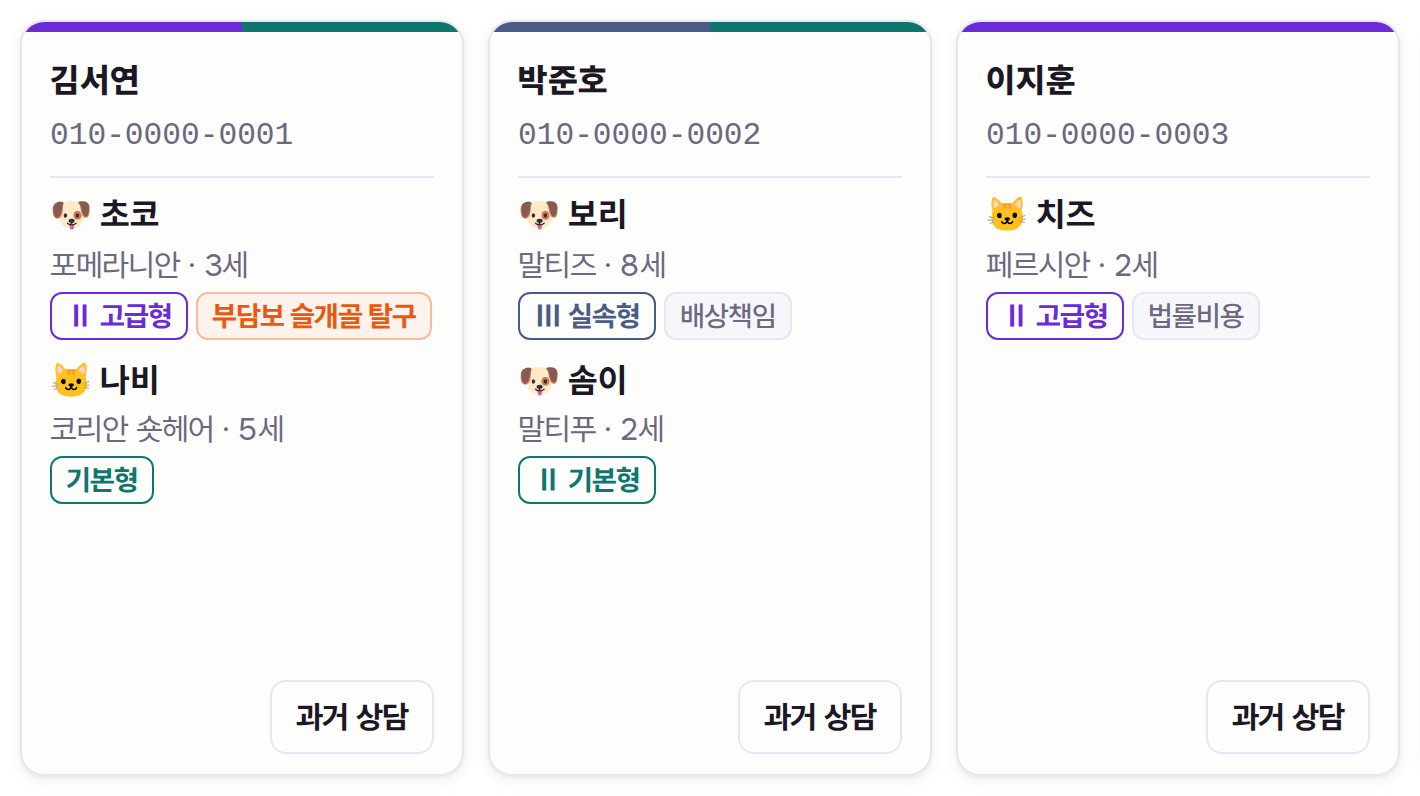 김서연
010-0000-0001
초코
포메라니안 · 3세
Ⅱ 고급형 부담보 슬개골 탈구
나비
코리안 숏헤어 · 5세
기본형
과거 상담
박준호
010-0000-0002
보리
말티즈 · 8세
Ⅲ 실속형 배상책임
솜이
말티푸 · 2세
Ⅱ 기본형
과거 상담
이지훈
010-0000-0003
치즈
페르시안 · 2세
Ⅱ 고급형 법률비용
과거 상담